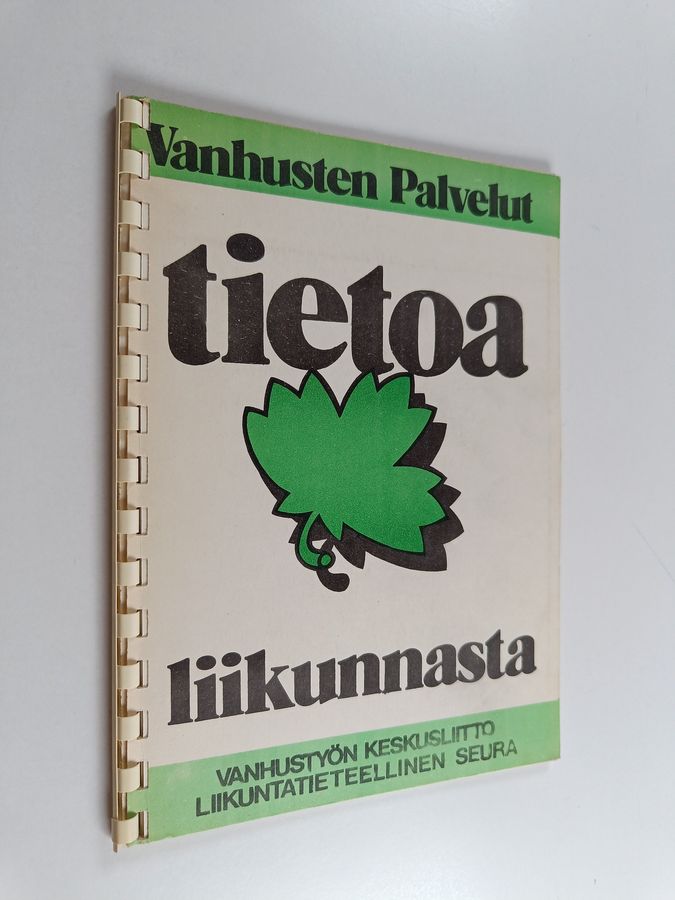 Vanhusten Palvelut
tietoa
liikunnasta
VANHUSTYÖN KESKUSLIITTO
LIIKUNTATIETEELLINEN SEURA